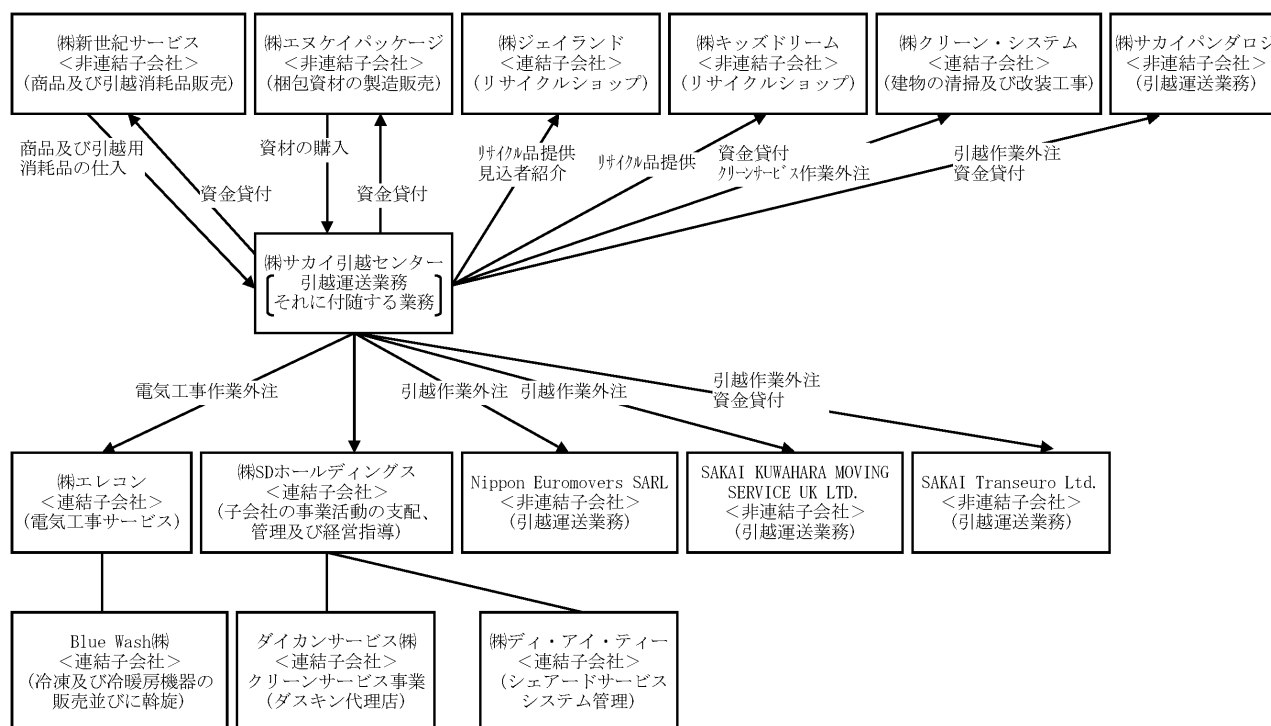 ㈱新世紀サービス
<非連結子会社>
(商品及び引越消耗品販売)
㈱エヌケイパッケージ
<非連結子会社>
(梱包資材の製造販売)
㈱ジェイランド
<連結子会社>
(リサイクルショップ)
㈱キッズドリーム
<非連結子会社>
(リサイクルショップ)
㈱クリーン・システム
<連結子会社>
(建物の清掃及び改装工事)
㈱サカイパンダロジ
<非連結子会社>
(引越運送業務)
商品及び引越用
消耗品の仕入
資金貸付
資材の購入
資金貸付
ﾘｻｲｸﾙ品提供
見込者紹介
ﾘｻｲｸﾙ品提供
資金貸付
ｸﾘｰﾝｻｰﾋﾞｽ作業外注
引越作業外注
資金貸付
㈱サカイ引越センター
引越運送業務
それに付随する業務
電気工事作業外注
引越作業外注
引越作業外注
引越作業外注
資金貸付
㈱エレコン
<連結子会社>
(電気工事サービス)
㈱SDホールディングス
<連結子会社>
(子会社の事業活動の支配、
管理及び経営指導)
Nippon Euromovers SARL
<非連結子会社>
(引越運送業務)
SAKAI KUWAHARA MOVING
SERVICE UK LTD.
<非連結子会社>
(引越運送業務)
SAKAI Transeuro Ltd.
<非連結子会社>
(引越運送業務)
Blue Wash㈱
<連結子会社>
(冷凍及び冷暖房機器の
販売並びに斡旋)
ダイカンサービス㈱
<連結子会社>
クリーンサービス事業
(ダスキン代理店)
㈱ディ・アイ・ティー
<連結子会社>
(シェアードサービス
システム管理)